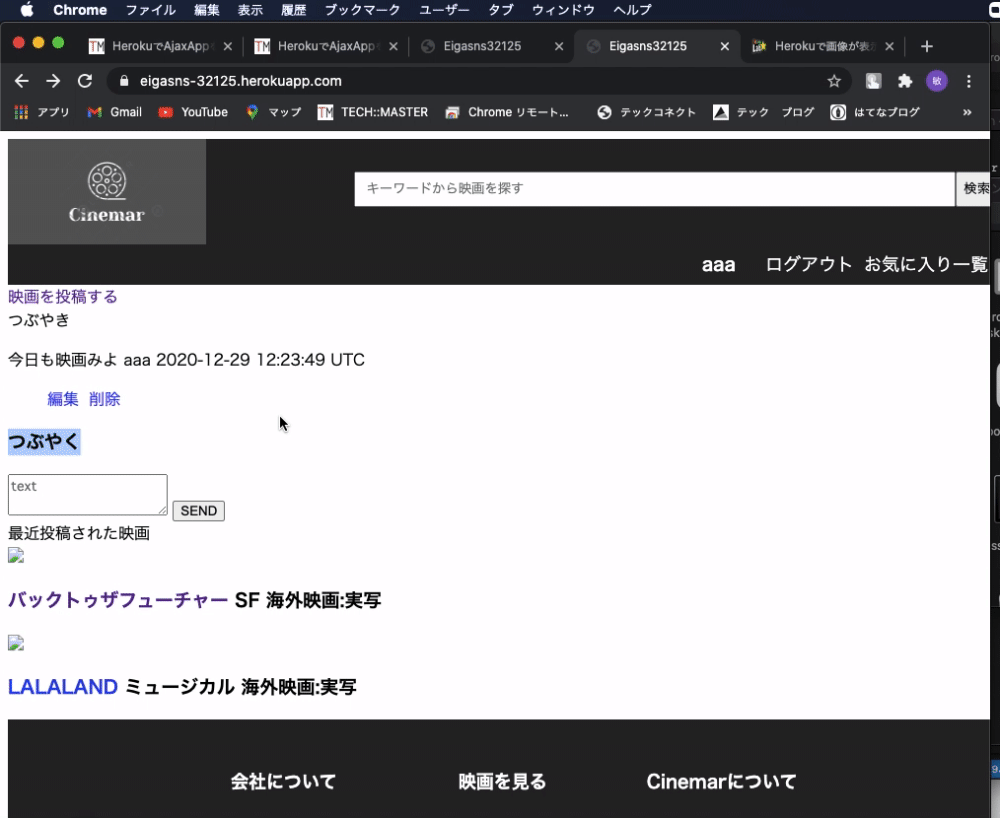 Chrome ファイル 編集 表示 履歴 ブックマーク ユーザー タブ ウィンドウ ヘルプ
TM HerokuでAjaxApp TM HerokuでAjaxApp Eigasns32125 Eigasns32125 Herokuで画像が表
eigasns-32125.herokuapp.com 敏
アプリ Gmail YouTube マップ TM TECH::MASTER Chrome リモート... テックコネクト テック ブログ はてなブログ »
Cinemar
キーワードから映画を探す 検索
aaa ログアウト お気に入り一覧
映画を投稿する
つぶやき
今日も映画みよ aaa 2020-12-29 12:23:49 UTC
編集 削除
つぶやく
text
SEND
最近投稿された映画
バックトゥザフューチャー SF 海外映画:実写
LALALAND ミュージカル 海外映画:実写
会社について 映画を見る Cinemarについて